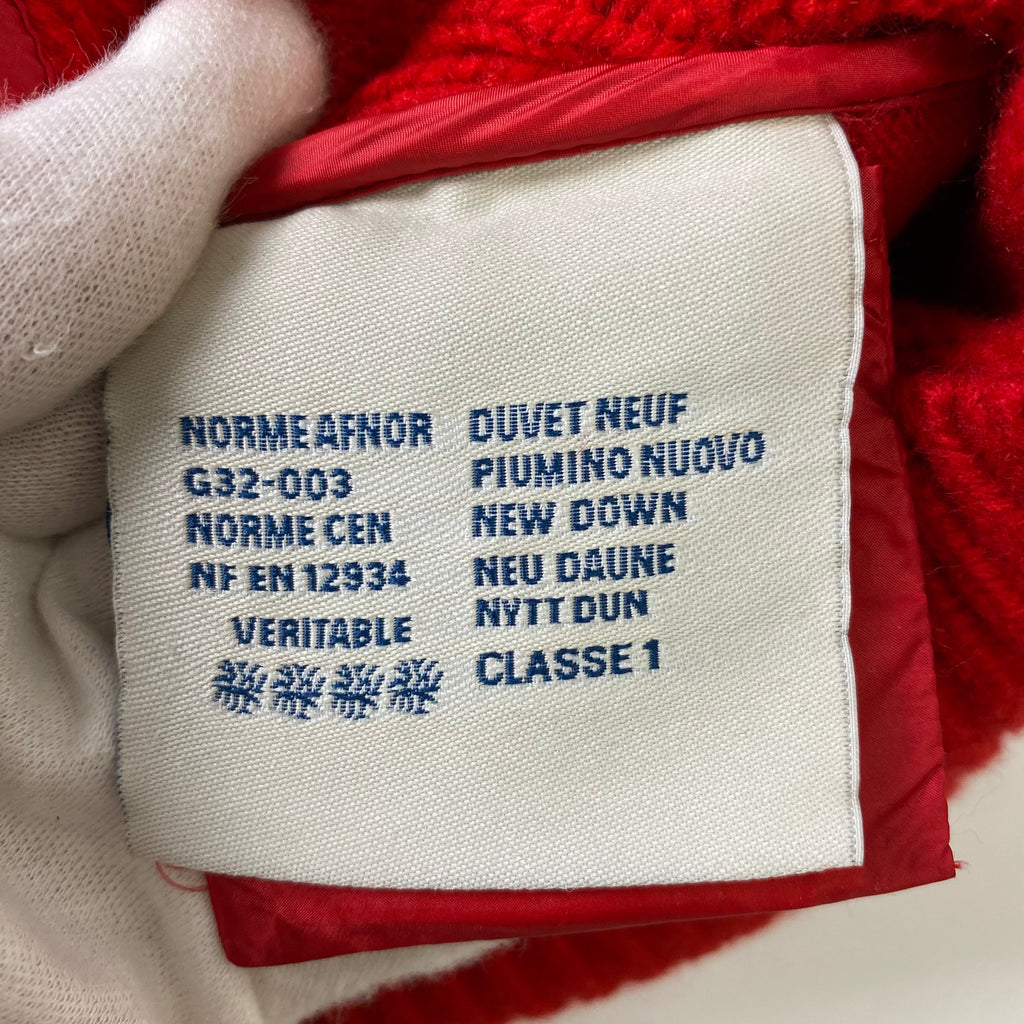 NORME AFNOR
G32-003
NORME CEN
NF EN 12934
VERITABLE
DUVET NEUF
PIUMINO NUOVO
NEW DOWN
NEU DAUNE
NYTT DUN
CLASSE 1